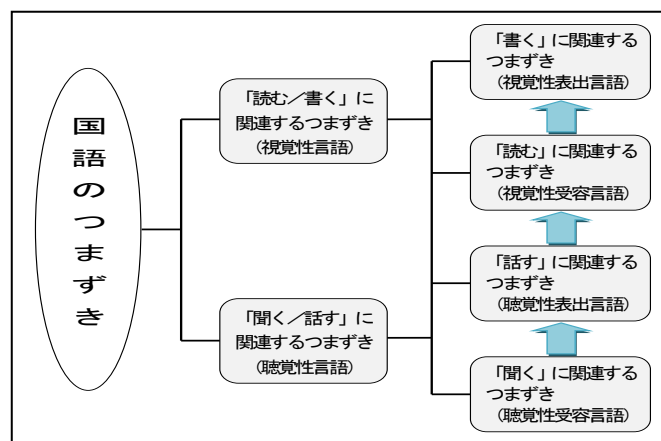 国語のつまずき
「読む／書く」に
関連するつまずき
（視覚性言語）
「聞く／話す」に
関連するつまずき
（聴覚性言語）
「書く」に関連する
つまずき
（視覚性表出言語）
「読む」に関連する
つまずき
（視覚性受容言語）
「話す」に関連する
つまずき
（聴覚性表出言語）
「聞く」に関連する
つまずき
（聴覚性受容言語）